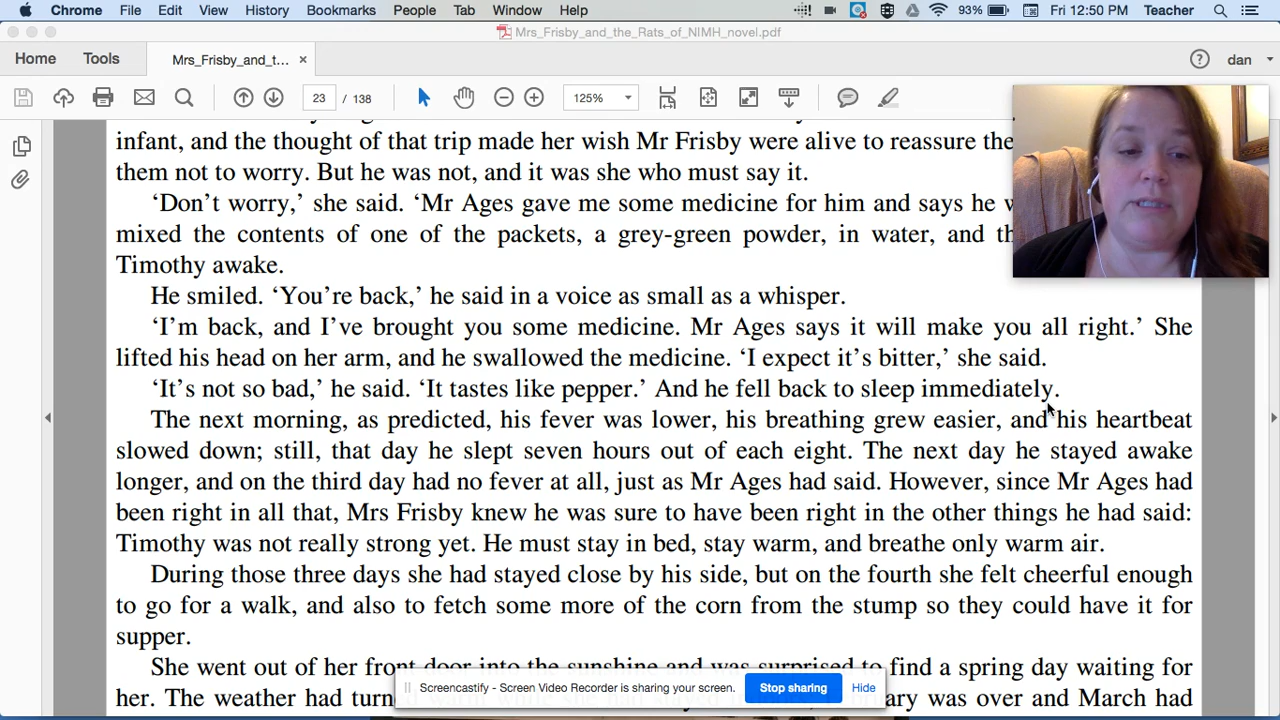 Chrome File Edit View History Bookmarks People Tab Window Help 93% Fri 12:50 PM Teacher
Mrs_Frisby_and_the_Rats_of_NIMH_novel.pdf
Home Tools Mrs_Frisby_and_t... × dan
23 / 138 125%
infant, and the thought of that trip made her wish Mr Frisby were alive to reassure
them not to worry. But he was not, and it was she who must say it.
‘Don’t worry,’ she said. ‘Mr Ages gave me some medicine for him and says he
mixed the contents of one of the packets, a grey-green powder, in water, and
Timothy awake.
He smiled. ‘You’re back,’ he said in a voice as small as a whisper.
‘I’m back, and I’ve brought you some medicine. Mr Ages says it will make you all right.’ She
lifted his head on her arm, and he swallowed the medicine. ‘I expect it’s bitter,’ she said.
‘It’s not so bad,’ he said. ‘It tastes like pepper.’ And he fell back to sleep immediately.
The next morning, as predicted, his fever was lower, his breathing grew easier, and his heartbeat
slowed down; still, that day he slept seven hours out of each eight. The next day he stayed awake
longer, and on the third day had no fever at all, just as Mr Ages had said. However, since Mr Ages had
been right in all that, Mrs Frisby knew he was sure to have been right in the other things he had said:
Timothy was not really strong yet. He must stay in bed, stay warm, and breathe only warm air.
During those three days she had stayed close by his side, but on the fourth she felt cheerful enough
to go for a walk, and also to fetch some more of the corn from the stump so they could have it for
supper.
She went out of her front door into the sunshine and was surprised to find a spring day waiting for
her. The weather had turned was over and March had
Screencastify - Screen Video Recorder is sharing your screen. Stop sharing Hide